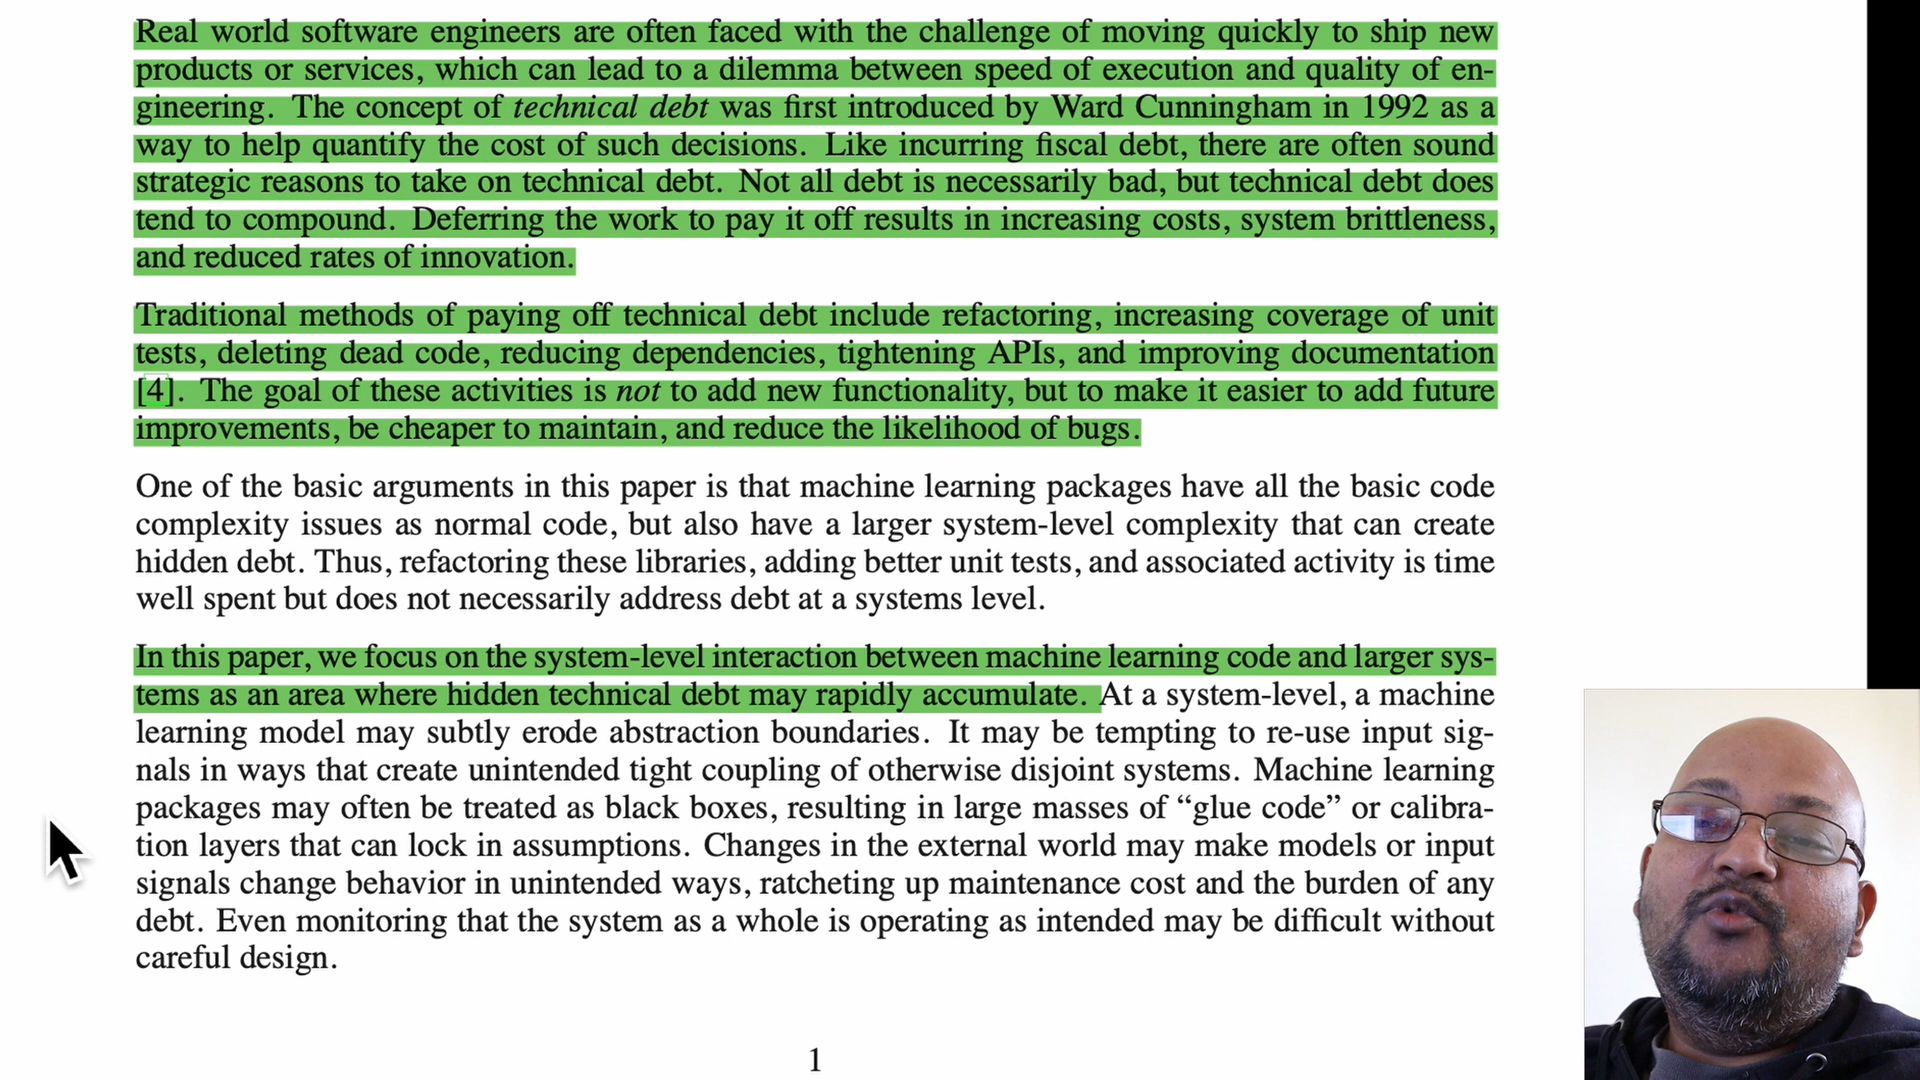 Real world software engineers are often faced with the challenge of moving quickly to ship new
products or services, which can lead to a dilemma between speed of execution and quality of en-
gineering. The concept of technical debt was first introduced by Ward Cunningham in 1992 as a
way to help quantify the cost of such decisions. Like incurring fiscal debt, there are often sound
strategic reasons to take on technical debt. Not all debt is necessarily bad, but technical debt does
tend to compound. Deferring the work to pay it off results in increasing costs, system brittleness,
and reduced rates of innovation.
Traditional methods of paying off technical debt include refactoring, increasing coverage of unit
tests, deleting dead code, reducing dependencies, tightening APIs, and improving documentation
[4]. The goal of these activities is not to add new functionality, but to make it easier to add future
improvements, be cheaper to maintain, and reduce the likelihood of bugs.
One of the basic arguments in this paper is that machine learning packages have all the basic code
complexity issues as normal code, but also have a larger system-level complexity that can create
hidden debt. Thus, refactoring these libraries, adding better unit tests, and associated activity is time
well spent but does not necessarily address debt at a systems level.
In this paper, we focus on the system-level interaction between machine learning code and larger sys-
tems as an area where hidden technical debt may rapidly accumulate. At a system-level, a machine
learning model may subtly erode abstraction boundaries. It may be tempting to re-use input sig-
nals in ways that create unintended tight coupling of otherwise disjoint systems. Machine learning
packages may often be treated as black boxes, resulting in large masses of “glue code” or calibra-
tion layers that can lock in assumptions. Changes in the external world may make models or input
signals change behavior in unintended ways, ratcheting up maintenance cost and the burden of any
debt. Even monitoring that the system as a whole is operating as intended may be difficult without
careful design.
1